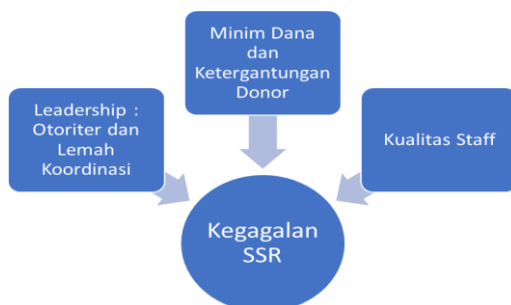 Minim Dana
dan
Ketergantungan
Donor
Leadership :
Otoriter dan
Lemah
Koordinasi
Kualitas Staff
Kegagalan
SSR